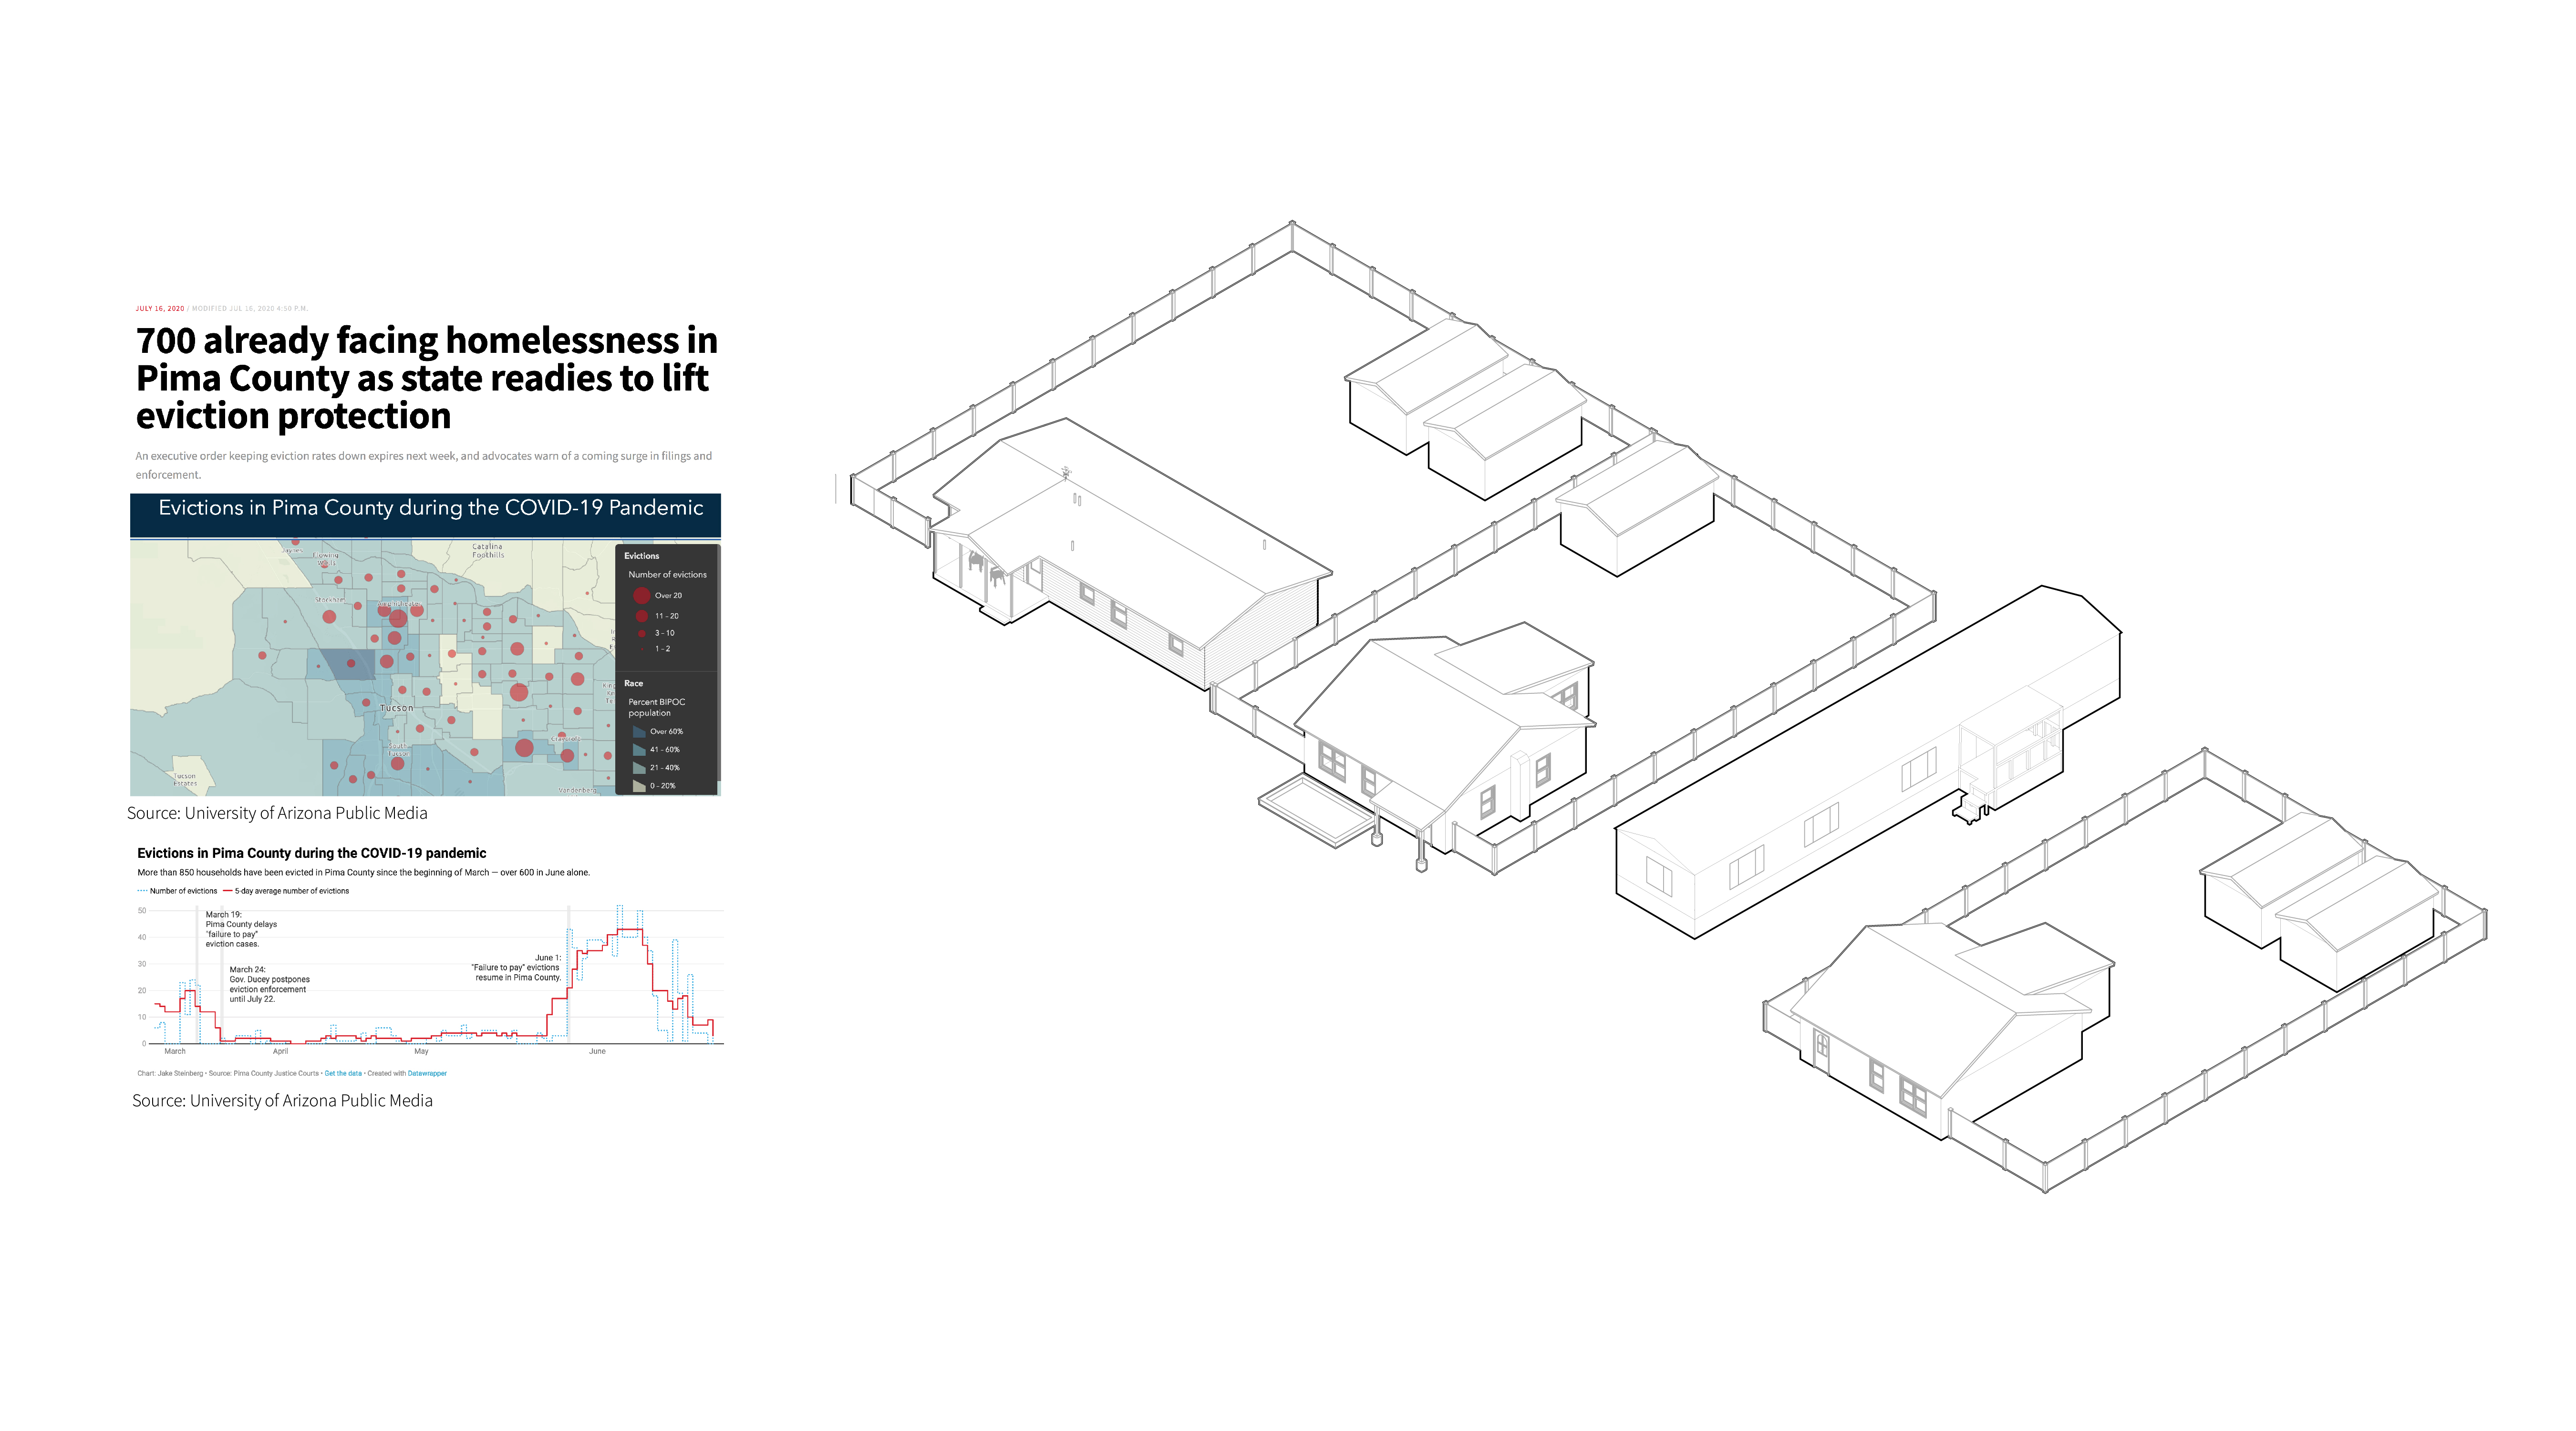 JULY 16, 2020 / MODIFIED JUL 16, 2020 4:50 P.M.
700 already facing homelessness in
Pima County as state readies to lift
eviction protection
An executive order keeping eviction rates down expires next week, and advocates warn of a coming surge in filings and
enforcement.
Evictions in Pima County during the COVID-19 Pandemic
Catalina
Foothills
Flowing
Wells
Tucson
South
Tucson
Tucson
Estates
Vandenberg
Evictions
Number of evictions
Over 20
11 - 20
3 - 10
1 - 2
Race
Percent BIPOC
population
Over 60%
41 - 60%
21 - 40%
0 - 20%
Source: University of Arizona Public Media
Evictions in Pima County during the COVID-19 pandemic
More than 850 households have been evicted in Pima County since the beginning of March — over 600 in June alone.
Number of evictions 5-day average number of evictions
50
40
30
20
10
0
March 19:
Pima County delays
"failure to pay"
eviction cases.
March 24:
Gov. Ducey postpones
eviction enforcement
until July 22.
June 1:
"Failure to pay" evictions
resume in Pima County.
March April May June
Chart: Jake Steinberg • Source: Pima County Justice Courts • Get the data • Created with Datawrapper
Source: University of Arizona Public Media